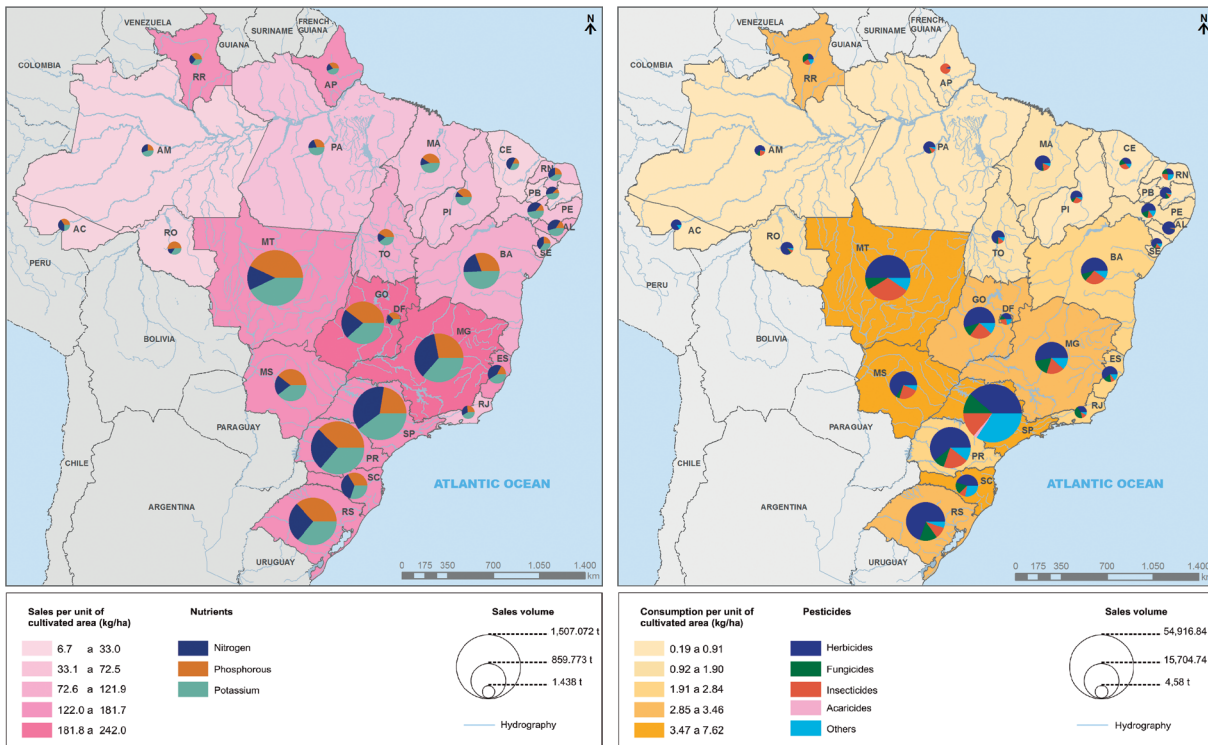 VENEZUELA
SURINAME
FRENCH
GUIANA
GUIANA
COLOMBIA
N
RR
AP
AM
PA
MA
CE
RN
PB
PE
AL
SE
PI
AC
RO
TO
BA
MT
PERU
GO
DF
MG
BOLIVIA
ES
MS
RJ
SP
PARAGUAY
PR
CHILE
SC
ATLANTIC OCEAN
ARGENTINA
RS
URUGUAY
0 175 350 700 1.050 1.400
km
Sales per unit of
cultivated area (kg/ha)
6.7 a 33.0
33.1 a 72.5
72.6 a 121.9
122.0 a 181.7
181.8 a 242.0
Nutrients
Nitrogen
Phosphorous
Potassium
Sales volume
1,507.072 t
859.773 t
1.438 t
Hydrography
VENEZUELA
SURINAME
FRENCH
GUIANA
GUIANA
COLOMBIA
N
RR
AP
AM
PA
MA
CE
RN
PB
PE
AL
SE
PI
AC
RO
TO
BA
MT
PERU
GO
DF
MG
BOLIVIA
ES
MS
RJ
SP
PARAGUAY
PR
CHILE
SC
ATLANTIC OCEAN
ARGENTINA
RS
URUGUAY
0 175 350 700 1.050 1.400
km
Consumption per unit of
cultivated area (kg/ha)
0.19 a 0.91
0.92 a 1.90
1.91 a 2.84
2.85 a 3.46
3.47 a 7.62
Pesticides
Herbicides
Fungicides
Insecticides
Acaricides
Others
Sales volume
54,916.84
15,704.74
4,58 t
Hydrography